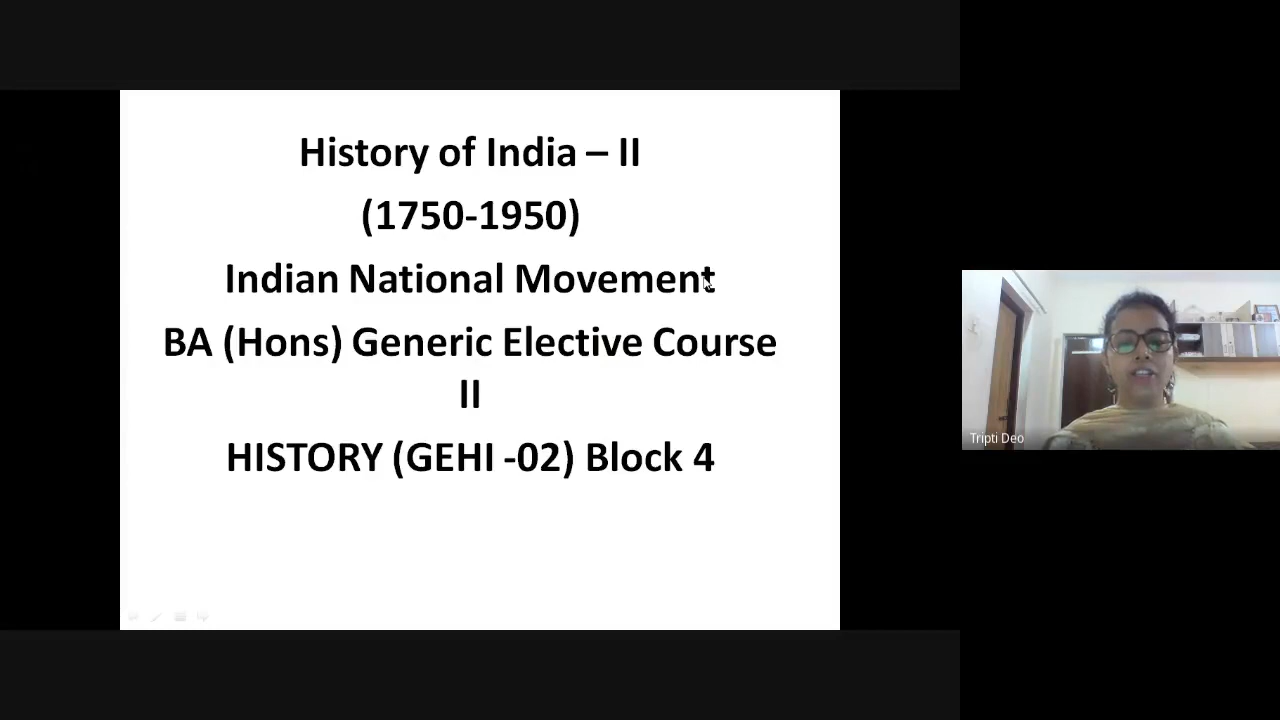 History of India – II
(1750-1950)
Indian National Movement
BA (Hons) Generic Elective Course
II
HISTORY (GEHI -02) Block 4
Tripti Deo